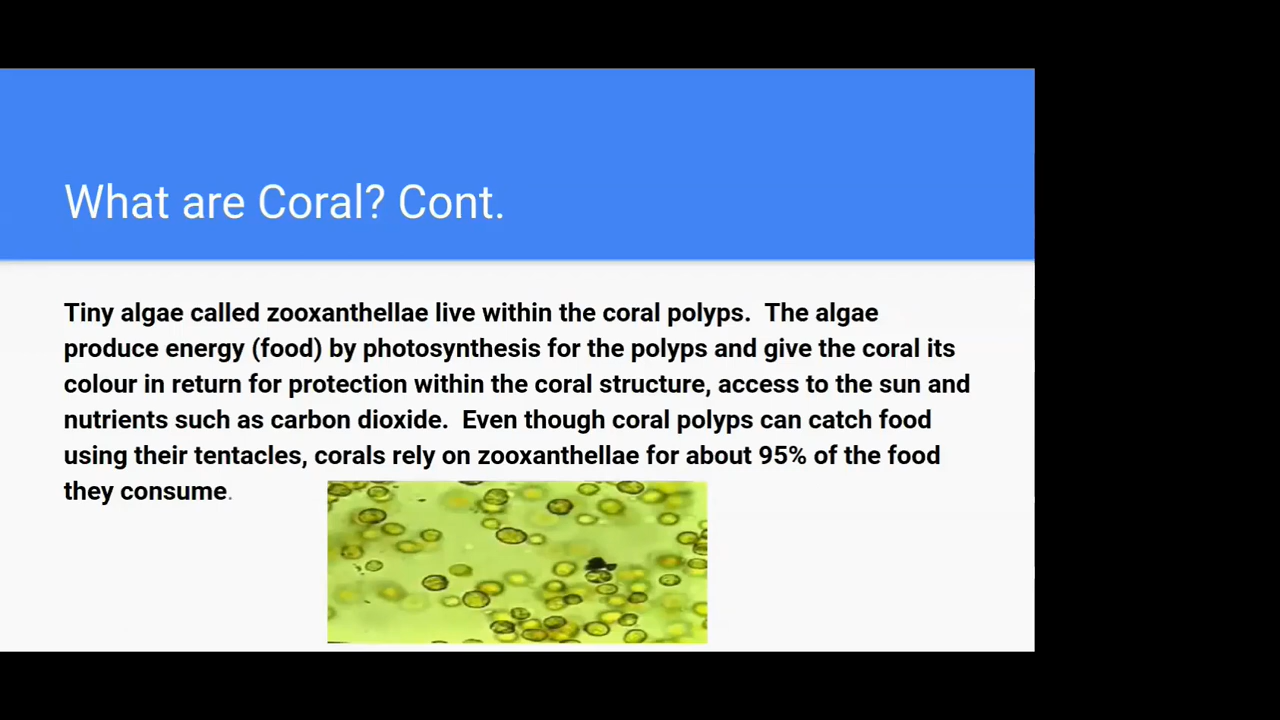 What are Coral? Cont.
Tiny algae called zooxanthellae live within the coral polyps.  The algae
produce energy (food) by photosynthesis for the polyps and give the coral its
colour in return for protection within the coral structure, access to the sun and
nutrients such as carbon dioxide.  Even though coral polyps can catch food
using their tentacles, corals rely on zooxanthellae for about 95% of the food
they consume.